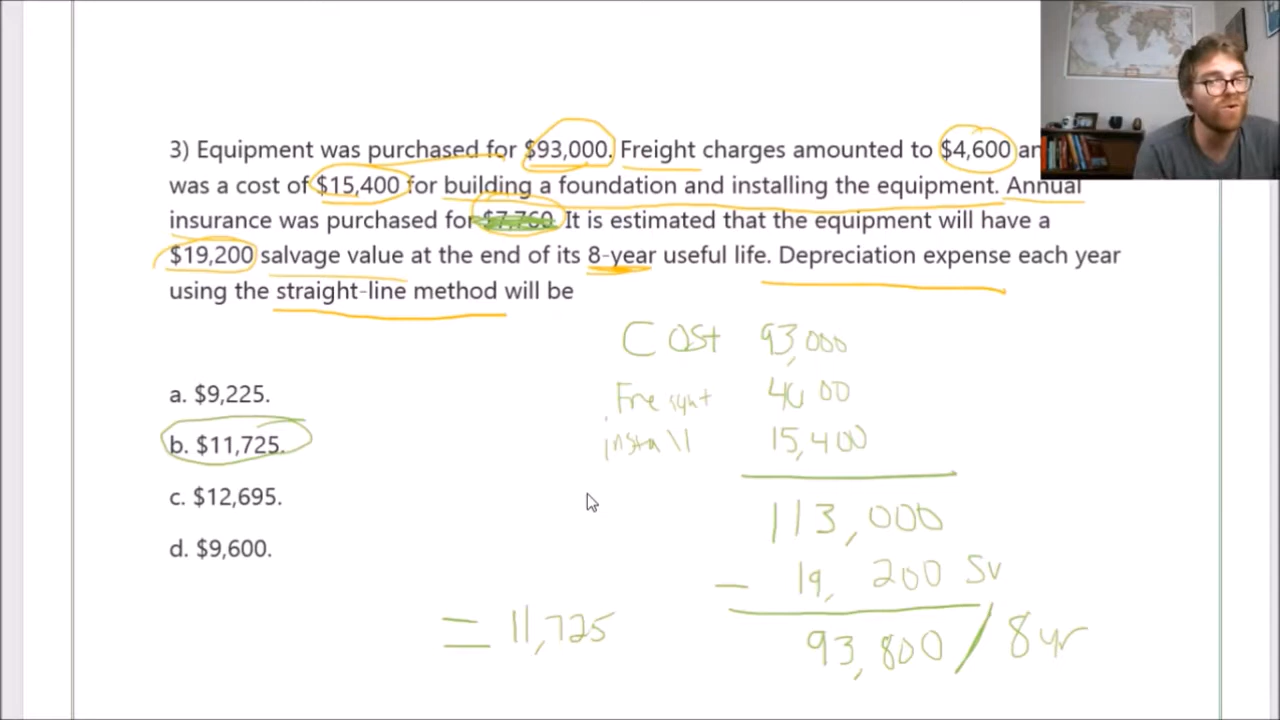 3) Equipment was purchased for $93,000. Freight charges amounted to $4,600 an
was a cost of $15,400 for building a foundation and installing the equipment. Annual
insurance was purchased for $7,760. It is estimated that the equipment will have a
$19,200 salvage value at the end of its 8-year useful life. Depreciation expense each year
using the straight-line method will be
Cost 93,000
Freight 4600
a. $9,225.
install 15,400
b. $11,725.
c. $12,695.
113,000
d. $9,600.
- 19,200 SV
= 11,725
93,800 / 8 yr